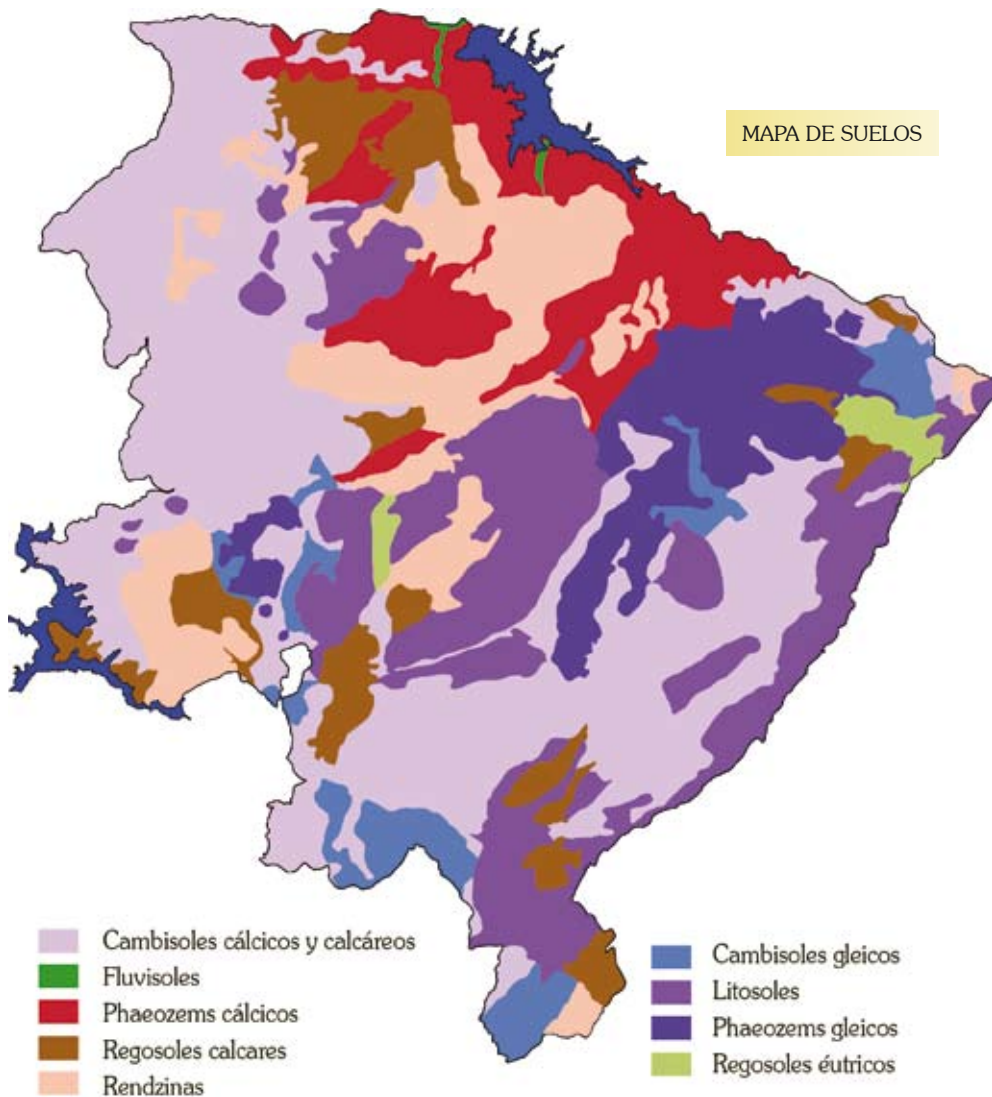 MAPA DE SUELOS
Cambisoles cálcicos y calcáreos
Fluvisoles
Phaeozems cálcicos
Regosoles calcares
Rendzinas
Cambisoles gleicos
Litosoles
Phaeozems gleicos
Regosoles éutricos